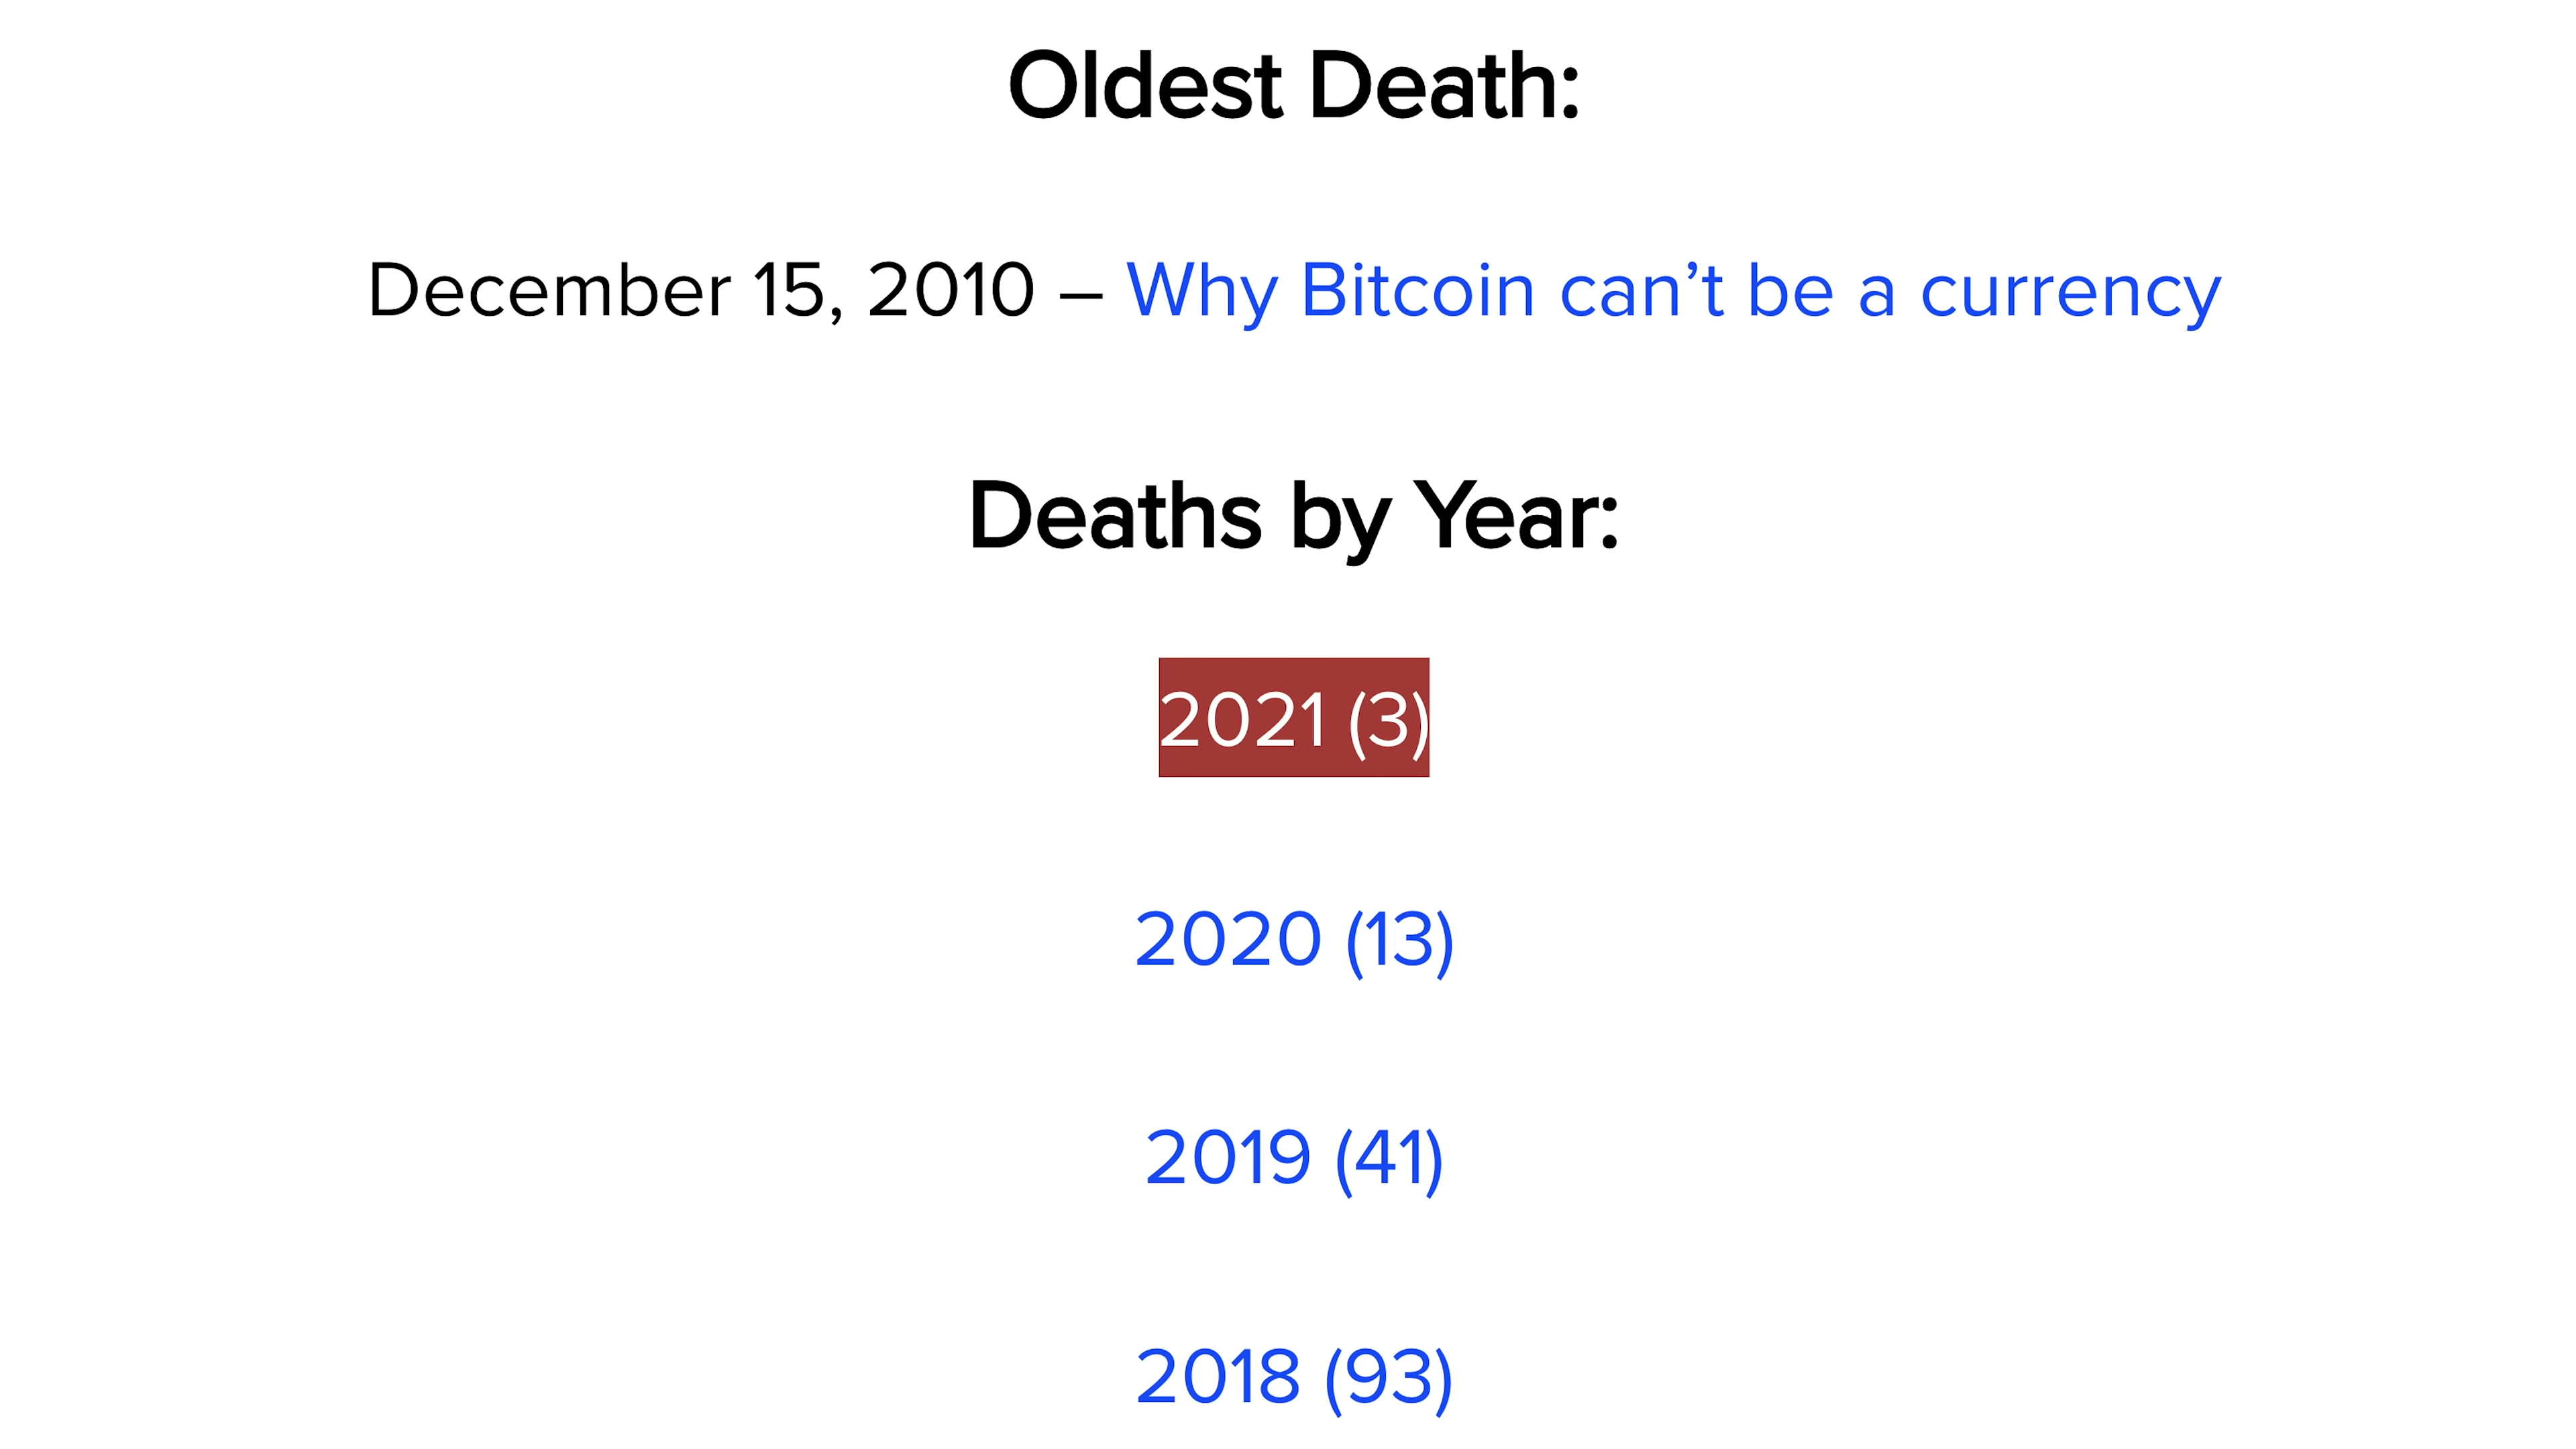 Oldest Death:
December 15, 2010 – Why Bitcoin can’t be a currency
Deaths by Year:
2021 (3)
2020 (13)
2019 (41)
2018 (93)